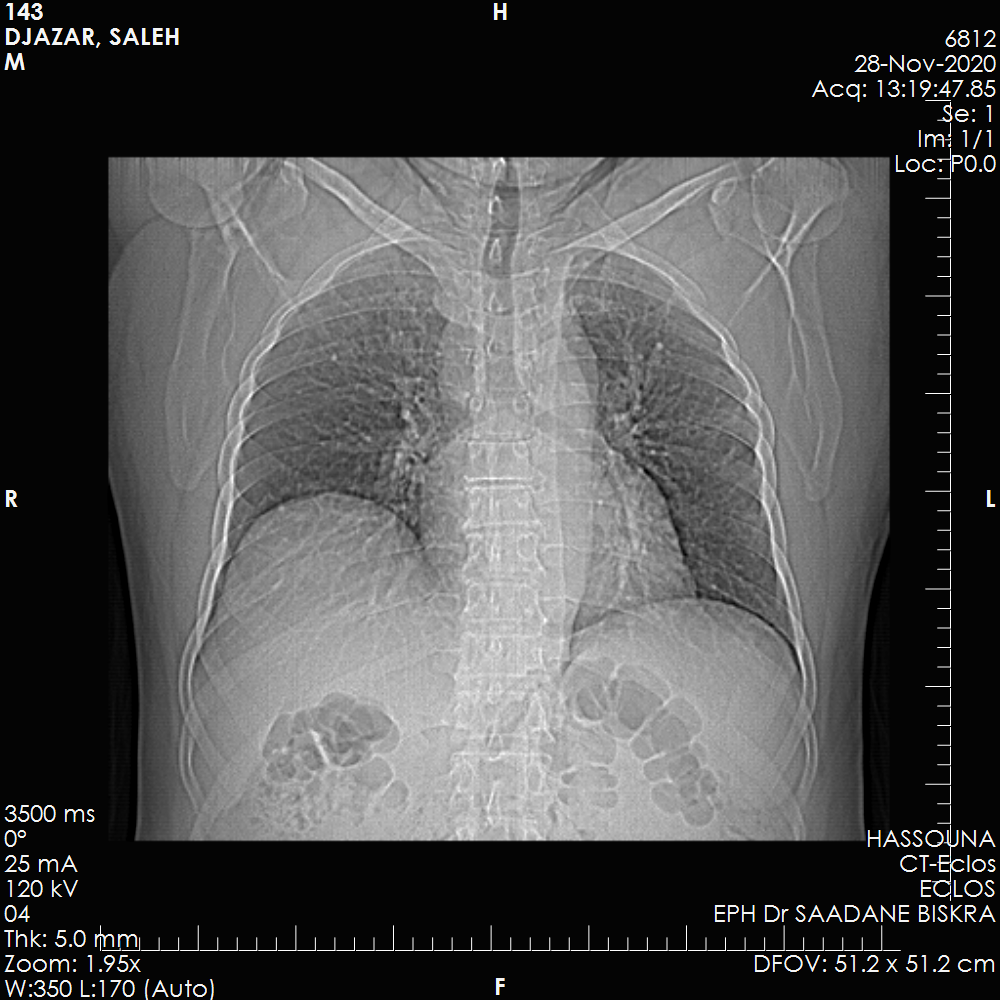 143
DJAZAR, SALEH
M
H
6812
28-Nov-2020
Acq: 13:19:47.85
Se: 1
Im: 1/1
Loc: P0.0
R
L
3500 ms
0°
25 mA
120 kV
04
Thk: 5.0 mm
Zoom: 1.95x
W:350 L:170 (Auto)
F
HASSOUNA
CT-Eclos
ECLOS
EPH Dr SAADANE BISKRA
DFOV: 51.2 x 51.2 cm